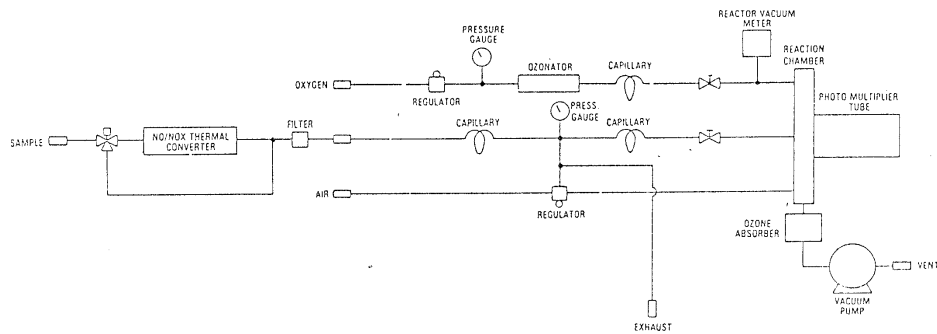 REACTOR VACUUM
METER
PRESSURE
GAUGE
REACTION
CHAMBER
OZONATOR
CAPILLARY
OXYGEN
REGULATOR
PHOTO MULTIPLIER
TUBE
PRESS.
GAUGE
FILTER
CAPILLARY
CAPILLARY
SAMPLE
NO/NOX THERMAL
CONVERTER
AIR
REGULATOR
OZONE
ABSORBER
VENT
VACUUM
PUMP
EXHAUST